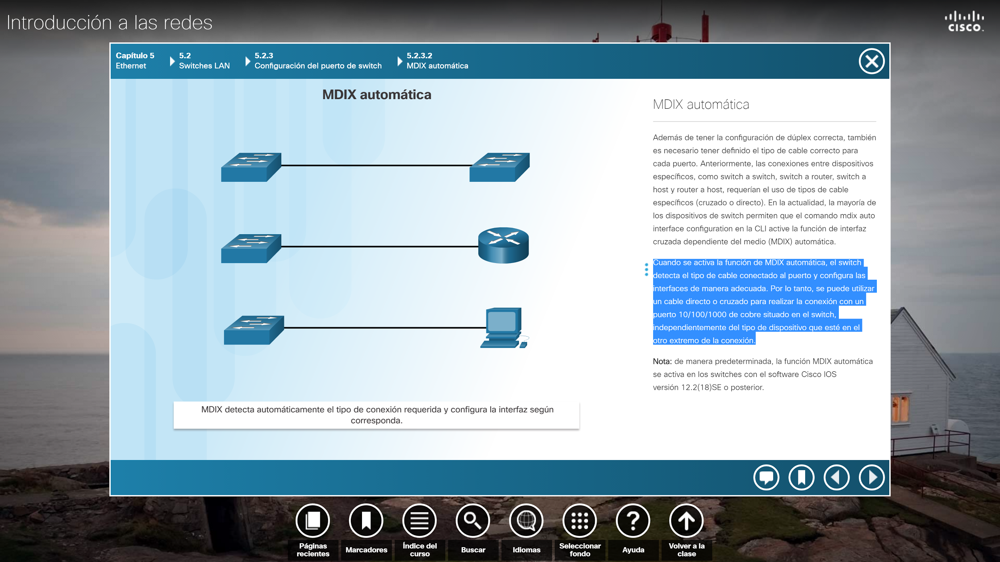 Introducción a las redes
CISCO
Capítulo 5
Ethernet
5.2
Switches LAN
5.2.3
Configuración del puerto de switch
5.2.3.2
MDIX automática
MDIX automática
MDIX detecta automáticamente el tipo de conexión requerida y configura la interfaz según
corresponda.
MDIX automática
Además de tener la configuración de dúplex correcta, también
es necesario tener definido el tipo de cable correcto para
cada puerto. Anteriormente, las conexiones entre dispositivos
específicos, como switch a switch, switch a router, switch a
host y router a host, requerían el uso de tipos de cable
específicos (cruzado o directo). En la actualidad, la mayoría de
los dispositivos de switch permiten que el comando mdix auto
interface configuration en la CLI active la función de interfaz
cruzada dependiente del medio (MDIX) automática.
Cuando se activa la función de MDIX automática, el switch
detecta el tipo de cable conectado al puerto y configura las
interfaces de manera adecuada. Por lo tanto, se puede utilizar
un cable directo o cruzado para realizar la conexión con un
puerto 10/100/1000 de cobre situado en el switch,
independientemente del tipo de dispositivo que esté en el
otro extremo de la conexión.
Nota: de manera predeterminada, la función MDIX automática
se activa en los switches con el software Cisco IOS
versión 12.2(18)SE o posterior.
Páginas
recientes
Marcadores
Índice del
curso
Buscar
Idiomas
Seleccionar
fondo
Ayuda
Volver a la
clase